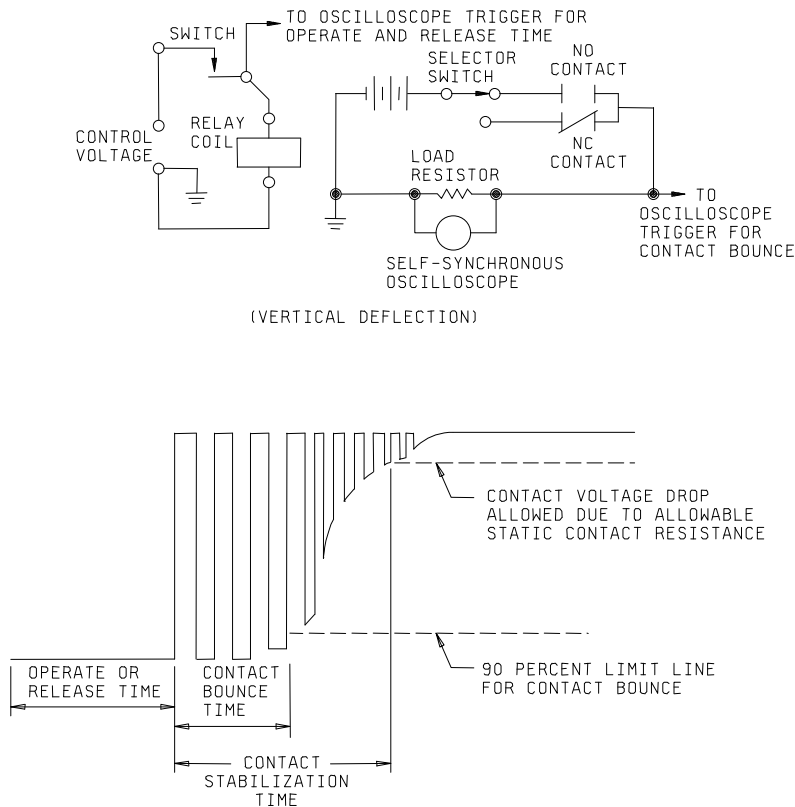 TO OSCILLOSCOPE TRIGGER FOR
OPERATE AND RELEASE TIME
SWITCH
CONTROL
VOLTAGE
RELAY
COIL
SELECTOR
SWITCH
NO
CONTACT
NC
CONTACT
LOAD
RESISTOR
TO
OSCILLOSCOPE
TRIGGER FOR
CONTACT BOUNCE
SELF-SYNCHRONOUS
OSCILLOSCOPE
(VERTICAL DEFLECTION)
CONTACT VOLTAGE DROP
ALLOWED DUE TO ALLOWABLE
STATIC CONTACT RESISTANCE
90 PERCENT LIMIT LINE
FOR CONTACT BOUNCE
OPERATE OR
RELEASE TIME
CONTACT
BOUNCE
TIME
CONTACT
STABILIZATION
TIME